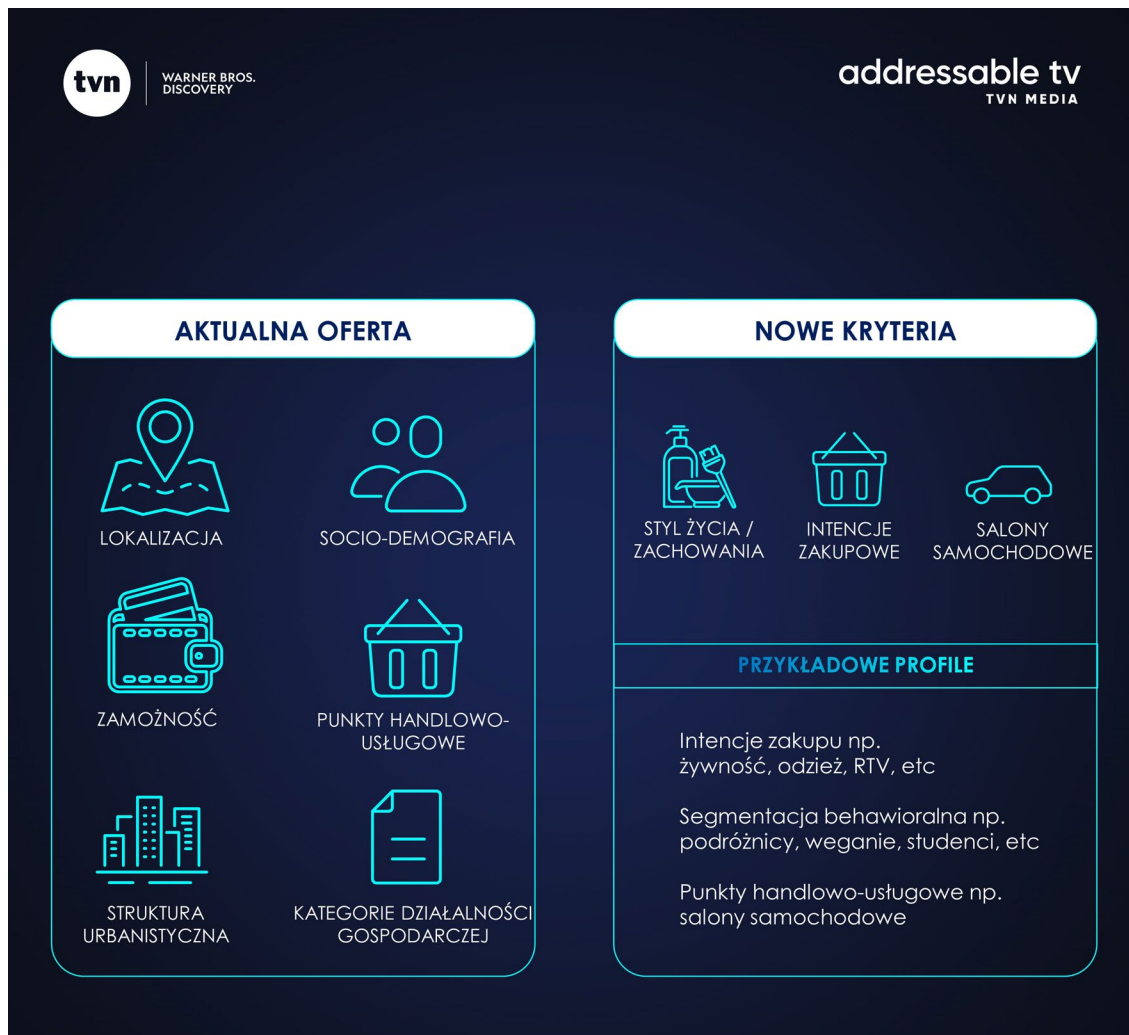 tvn
WARNER BROS.
DISCOVERY
addressable tv
TVN MEDIA
AKTUALNA OFERTA
LOKALIZACJA
SOCIO-DEMOGRAFIA
ZAMOŻNOŚĆ
PUNKTY HANDLOWO-
USŁUGOWE
STRUKTURA
URBANISTYCZNA
KATEGORIE DZIAŁALNOŚCI
GOSPODARCZEJ
NOWE KRYTERIA
STYL ŻYCIA /
ZACHOWANIA
INTENCJE
ZAKUPOWE
SALONY
SAMOCHODOWE
PRZYKŁADOWE PROFILE
Intencje zakupu np.
żywność, odzież, RTV, etc
Segmentacja behawioralna np.
podróżnicy, weganie, studenci, etc
Punkty handlowo-usługowe np.
salony samochodowe